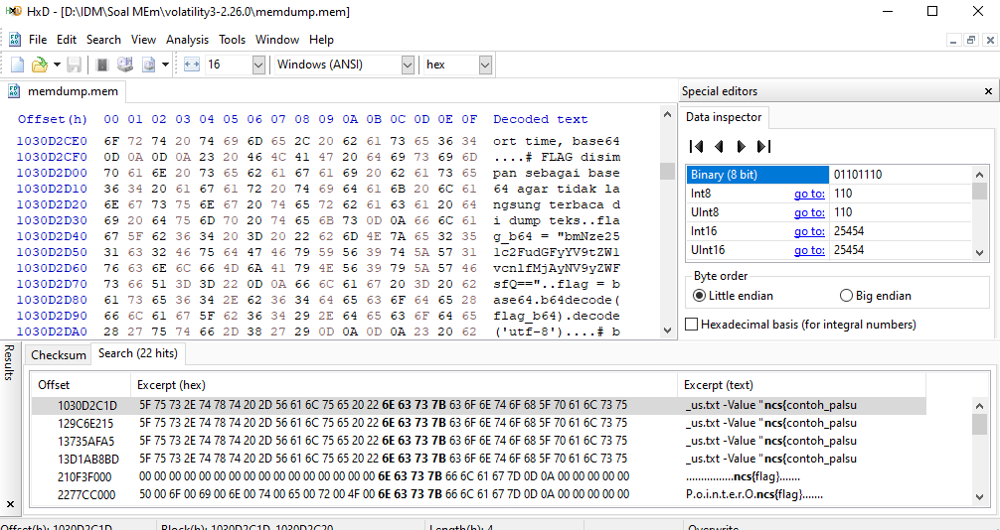 HxD - [D:\IDM\Soal MEm\volatility3-2.26.0\memdump.mem]
File Edit Search View Analysis Tools Window Help
16 Windows (ANSI) hex
memdump.mem
Offset(h) 00 01 02 03 04 05 06 07 08 09 0A 0B 0C 0D 0E 0F Decoded text
1030D2CE0 6F 72 74 20 74 69 6D 65 2C 20 62 61 73 65 36 34 ort time, base64
1030D2CF0 0D 0A 0D 0A 23 20 46 4C 41 47 20 64 69 73 69 6D ....# FLAG disim
1030D2D00 70 61 6E 20 73 65 62 61 67 61 69 20 62 61 73 65 pan sebagai base
1030D2D10 36 34 20 61 67 61 72 20 74 69 64 61 6B 20 6C 61 64 agar tidak la
1030D2D20 6E 67 73 75 6E 67 20 74 65 72 62 61 63 61 20 64 ngsung terbaca d
1030D2D30 69 20 64 75 6D 70 20 74 65 6B 73 0D 0A 66 6C 61 i dump teks..fla
1030D2D40 67 5F 62 36 34 20 3D 20 22 62 6D 4E 7A 65 32 35 g_b64 = "bmNze25
1030D2D50 31 63 32 46 75 64 47 46 79 59 56 39 74 5A 57 31 1c2FudGFyYV9tZW1
1030D2D60 76 63 6E 6C 66 4D 6A 41 79 4E 56 39 79 5A 57 46 vcnlfMjAyNV9yZWF
1030D2D70 73 66 51 3D 3D 22 0D 0A 66 6C 61 67 20 3D 20 62 sfQ=="..flag = b
1030D2D80 61 73 65 36 34 2E 62 36 34 64 65 63 6F 64 65 28 ase64.b64decode(
1030D2D90 66 6C 61 67 5F 62 36 34 29 2E 64 65 63 6F 64 65 flag_b64).decode
1030D2DA0 28 27 75 74 66 2D 38 27 29 0D 0A 0D 0A 23 20 62 ('utf-8')....# b
Special editors
Data inspector
Binary (8 bit) 01101110
Int8 go to: 110
UInt8 go to: 110
Int16 go to: 25454
UInt16 go to: 25454
Byte order
Little endian Big endian
Hexadecimal basis (for integral numbers)
Results
Checksum Search (22 hits)
Offset Excerpt (hex) Excerpt (text)
1030D2C1D 5F 75 73 2E 74 78 74 20 2D 56 61 6C 75 65 20 22 6E 63 73 7B 63 6F 6E 74 6F 68 5F 70 61 6C 73 75 _us.txt -Value "ncs{contoh_palsu
129C6E215 5F 75 73 2E 74 78 74 20 2D 56 61 6C 75 65 20 22 6E 63 73 7B 63 6F 6E 74 6F 68 5F 70 61 6C 73 75 _us.txt -Value "ncs{contoh_palsu
13735AFA5 5F 75 73 2E 74 78 74 20 2D 56 61 6C 75 65 20 22 6E 63 73 7B 63 6F 6E 74 6F 68 5F 70 61 6C 73 75 _us.txt -Value "ncs{contoh_palsu
13D1AB8BD 5F 75 73 2E 74 78 74 20 2D 56 61 6C 75 65 20 22 6E 63 73 7B 63 6F 6E 74 6F 68 5F 70 61 6C 73 75 _us.txt -Value "ncs{contoh_palsu
210F3F000 00 00 00 00 00 00 00 00 00 00 00 00 00 00 00 00 6E 63 73 7B 66 6C 61 67 7D 0D 0A 00 00 00 00 00 ................ncs{flag}.......
2277CC000 50 00 6F 00 69 00 6E 00 74 00 65 00 72 00 4F 00 6E 63 73 7B 66 6C 61 67 7D 0D 0A 00 00 00 00 00 P.o.i.n.t.e.r.O.ncs{flag}.......
Offset(h): 1030D2C1D Block(h): 1030D2C1D-1030D2C20 Length(h): 4 Overwrite